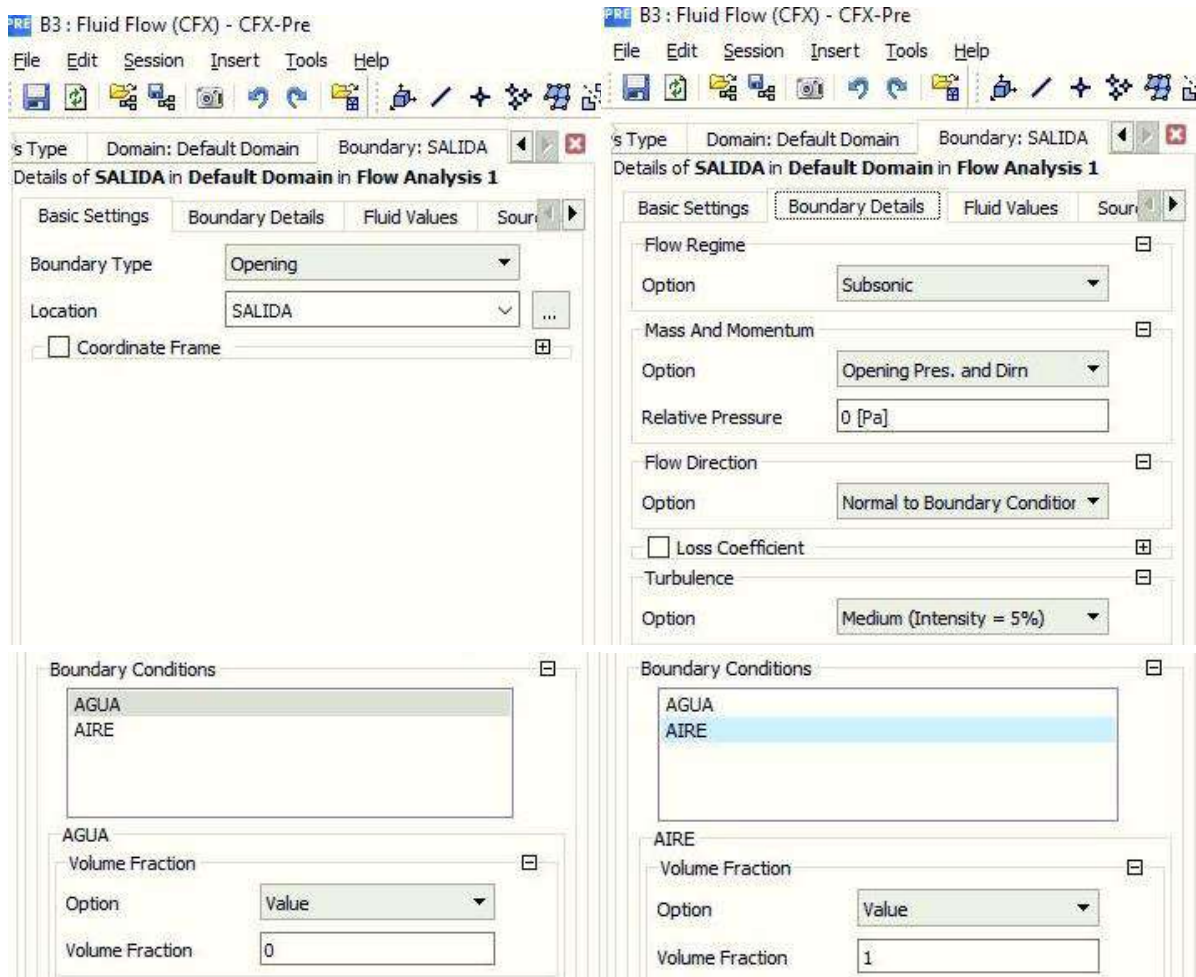 PRE B3 : Fluid Flow (CFX) - CFX-Pre
File Edit Session Insert Tools Help
s Type Domain: Default Domain Boundary: SALIDA
Details of SALIDA in Default Domain in Flow Analysis 1
Basic Settings Boundary Details Fluid Values Sour
Boundary Type Opening
Location SALIDA ...
Coordinate Frame
PRE B3 : Fluid Flow (CFX) - CFX-Pre
File Edit Session Insert Tools Help
s Type Domain: Default Domain Boundary: SALIDA
Details of SALIDA in Default Domain in Flow Analysis 1
Basic Settings Boundary Details Fluid Values Sour
Flow Regime
Option Subsonic
Mass And Momentum
Option Opening Pres. and Dirn
Relative Pressure 0 [Pa]
Flow Direction
Option Normal to Boundary Condition
Loss Coefficient
Turbulence
Option Medium (Intensity = 5%)
Boundary Conditions
AGUA
AIRE
AGUA
Volume Fraction
Option Value
Volume Fraction 0
Boundary Conditions
AGUA
AIRE
AIRE
Volume Fraction
Option Value
Volume Fraction 1